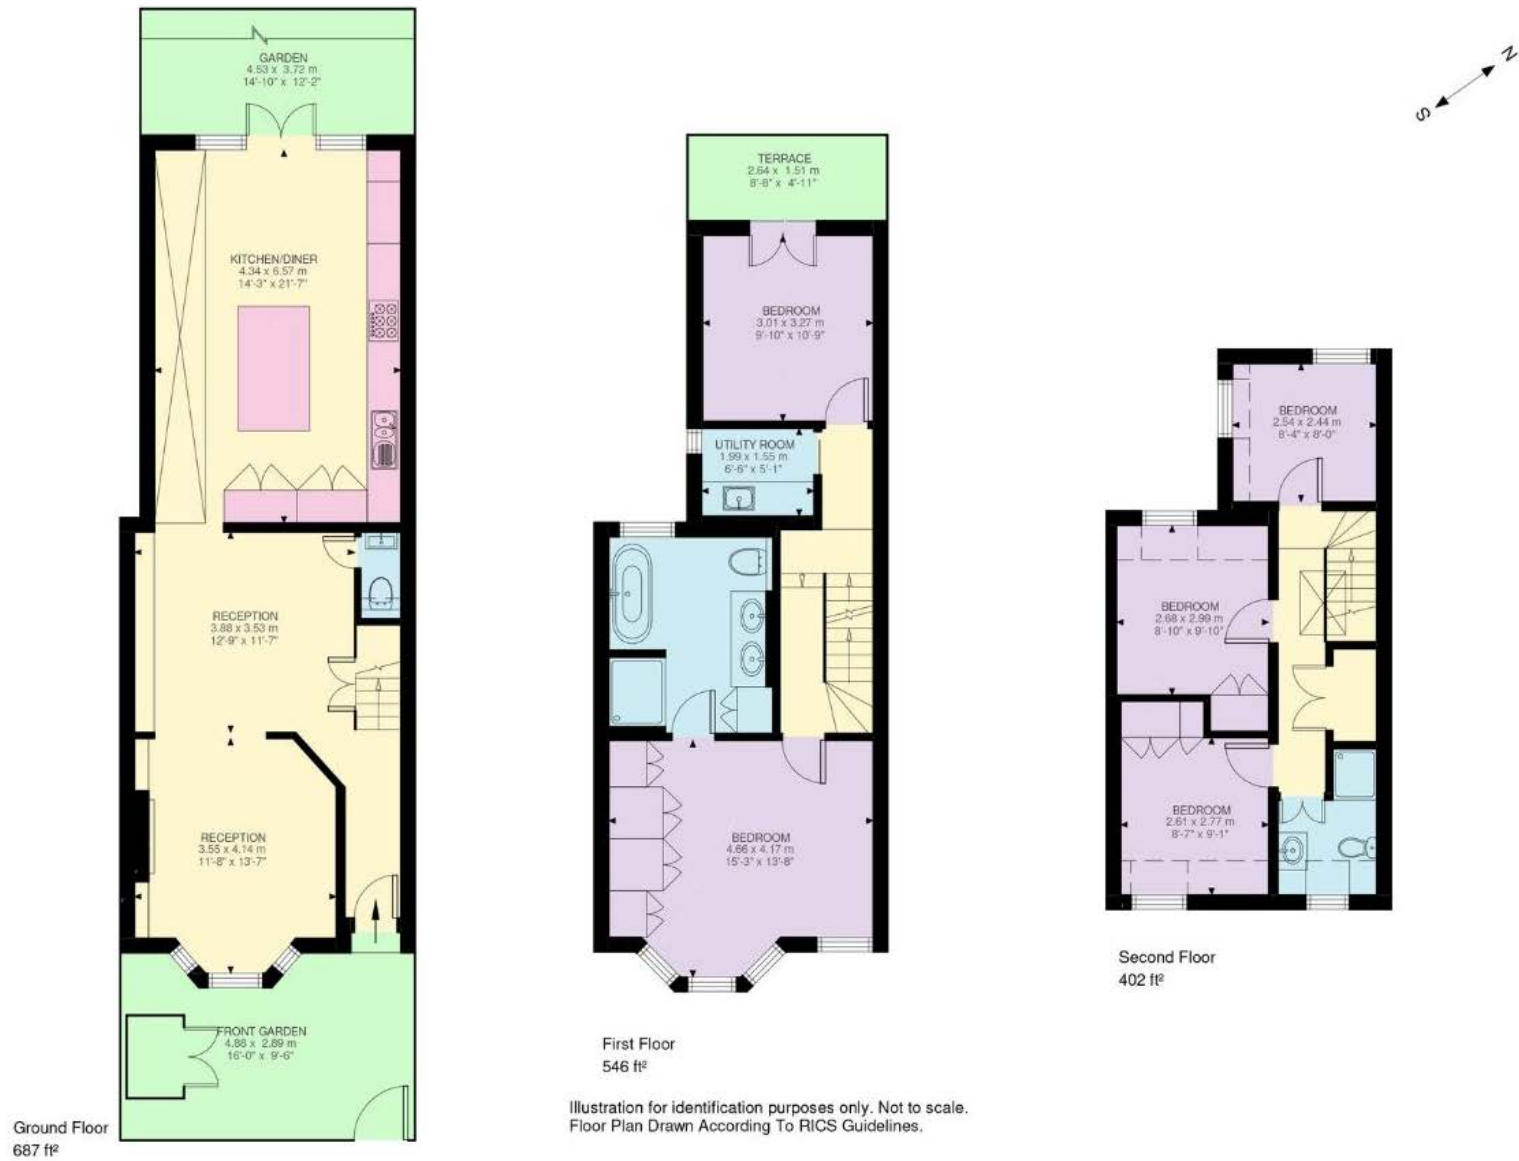 GARDEN
4.53 x 3.72 m
14'-10" x 12'-2"
KITCHEN/DINER
4.34 x 6.57 m
14'-3" x 21'-7"
RECEPTION
3.88 x 3.53 m
12'-9" x 11'-7"
RECEPTION
3.55 x 4.14 m
11'-8" x 13'-7"
FRONT GARDEN
4.88 x 2.89 m
16'-0" x 9'-6"
Ground Floor
687 ft²
TERRACE
2.64 x 1.51 m
8'-8" x 4'-11"
BEDROOM
3.01 x 3.27 m
9'-10" x 10'-9"
UTILITY ROOM
1.99 x 1.55 m
6'-6" x 5'-1"
BEDROOM
4.66 x 4.17 m
15'-3" x 13'-8"
First Floor
546 ft²
Illustration for identification purposes only. Not to scale.
Floor Plan Drawn According To RICS Guidelines.
N
S
BEDROOM
2.54 x 2.44 m
8'-4" x 8'-0"
BEDROOM
2.68 x 2.99 m
8'-10" x 9'-10"
BEDROOM
2.61 x 2.77 m
8'-7" x 9'-1"
Second Floor
402 ft²